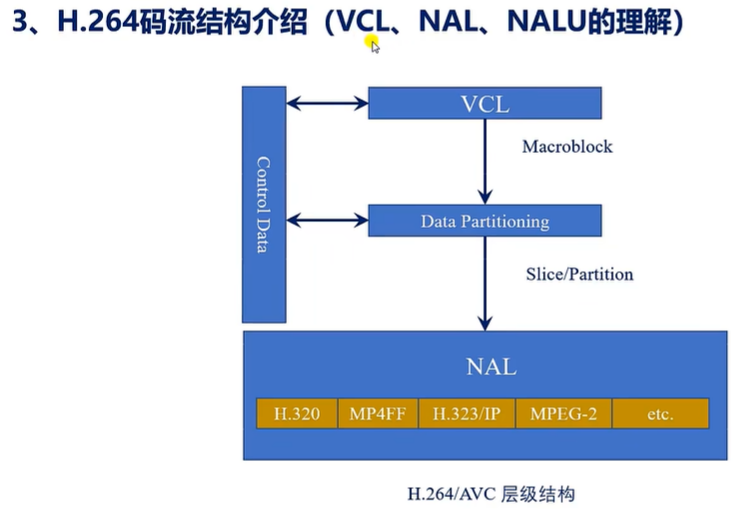 3、H.264码流结构介绍（VCL、NAL、NALU的理解）
VCL
Macroblock
Control Data
Data Partitioning
Slice/Partition
NAL
H.320 MP4FF H.323/IP MPEG-2 etc.
H.264/AVC 层级结构